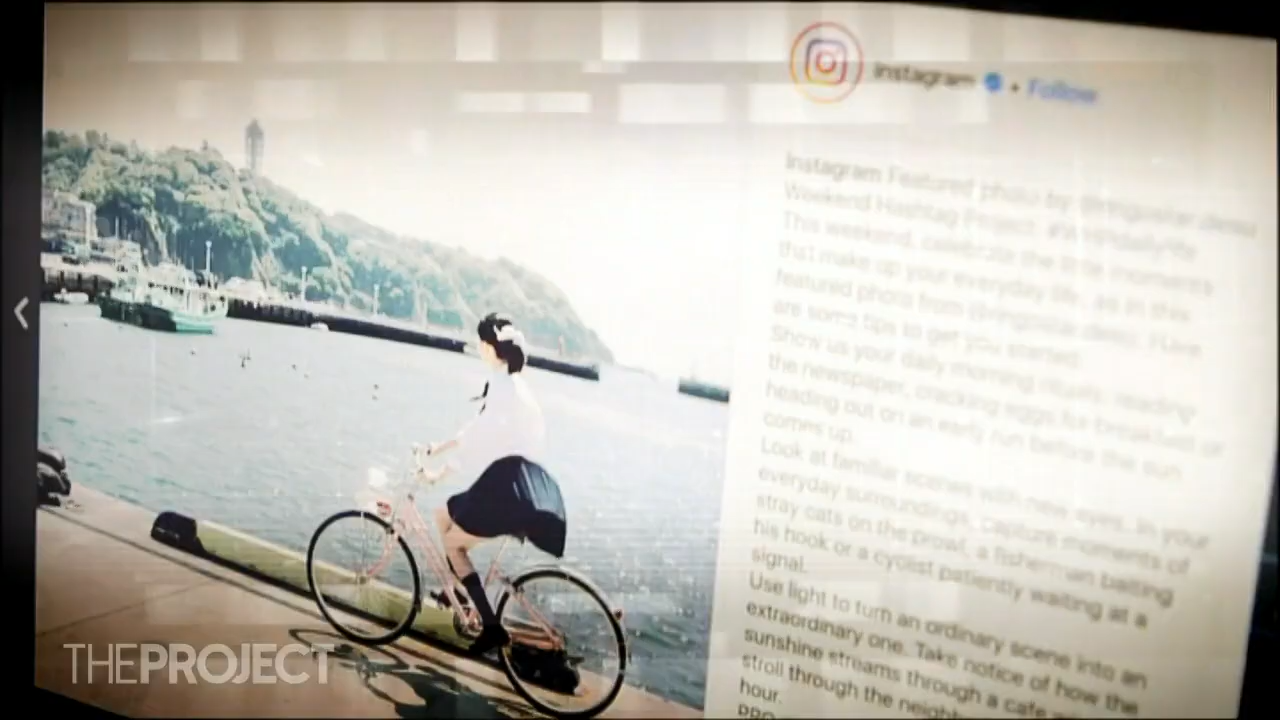 Instagram • Follow
Instagram Featured photo by
Weekend Hashtag Project:
This weekend, celebrate the little moments
that make up your everyday life, as in this
featured photo from
are some tips to get you started:
Show us your daily morning rituals: reading
the newspaper, cracking eggs for breakfast or
heading out on an early run before the sun
comes up.
Look at familiar scenes with new eyes. In your
everyday surroundings, capture moments of
stray cats on the prowl, a fisherman baiting
his hook or a cyclist patiently waiting at a
signal.
Use light to turn an ordinary scene into an
extraordinary one. Take notice of how the
sunshine streams through a cafe
stroll through the
hour.
THEPROJECT